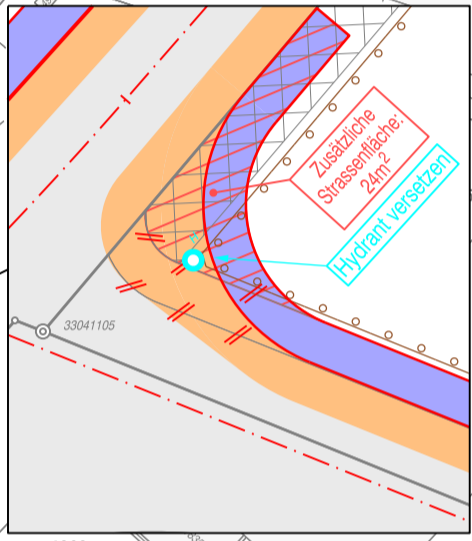 Zusätzliche
Strassenfläche:
24m²
Hydrant versetzen
33041105